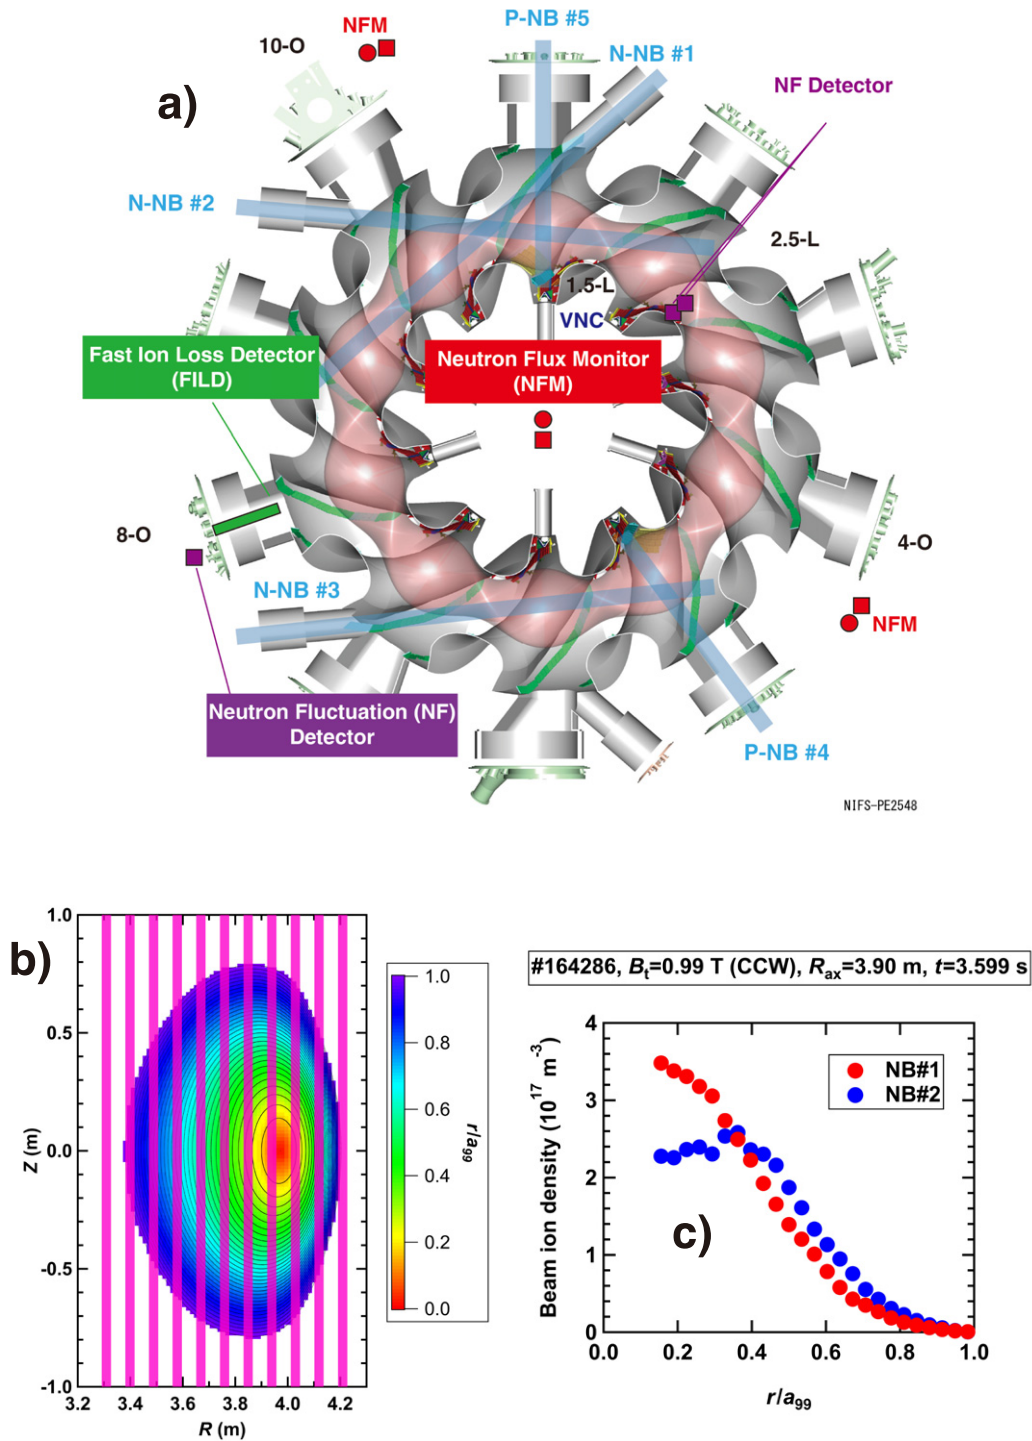 a)
NFM
10-O
P-NB #5
N-NB #1
NF Detector
N-NB #2
2.5-L
1.5-L
VNC
Fast Ion Loss Detector
(FILD)
Neutron Flux Monitor
(NFM)
8-O
4-O
N-NB #3
NFM
Neutron Fluctuation (NF)
Detector
P-NB #4
NIFS-PE2548
b)
1.0
0.5
0.0
-0.5
-1.0
Z (m)
3.2 3.4 3.6 3.8 4.0 4.2
R (m)
1.0
0.8
0.6
0.4
0.2
0.0
r/a99
#164286, Bt=0.99 T (CCW), Rax=3.90 m, t=3.599 s
4
3
2
1
0
Beam ion density (10^17 m^-3)
NB#1
NB#2
c)
0.0 0.2 0.4 0.6 0.8 1.0
r/a99